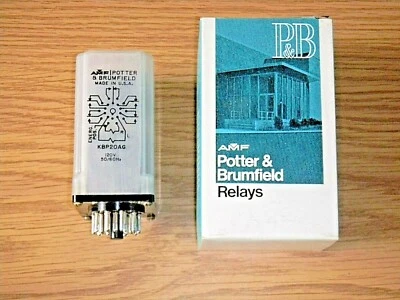 AMF POTTER
& BRUMFIELD
MADE IN U.S.A.
KBP20AG
120V
50/60Hz
P&B
AMF
Potter &
Brumfield
Relays